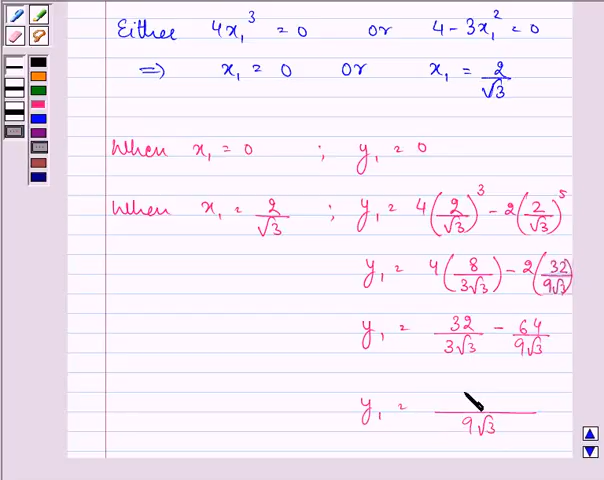 Either 4x₁³ = 0 or 4 - 3x₁² = 0
⇒ x₁ = 0 or x₁ = 2/√3
When x₁ = 0 ; y₁ = 0
When x₁ = 2/√3 ; y₁ = 4(2/√3)³ - 2(2/√3)⁵
y₁ = 4(8/3√3) - 2(32/9√3)
y₁ = 32/3√3 - 64/9√3
y₁ = /9√3